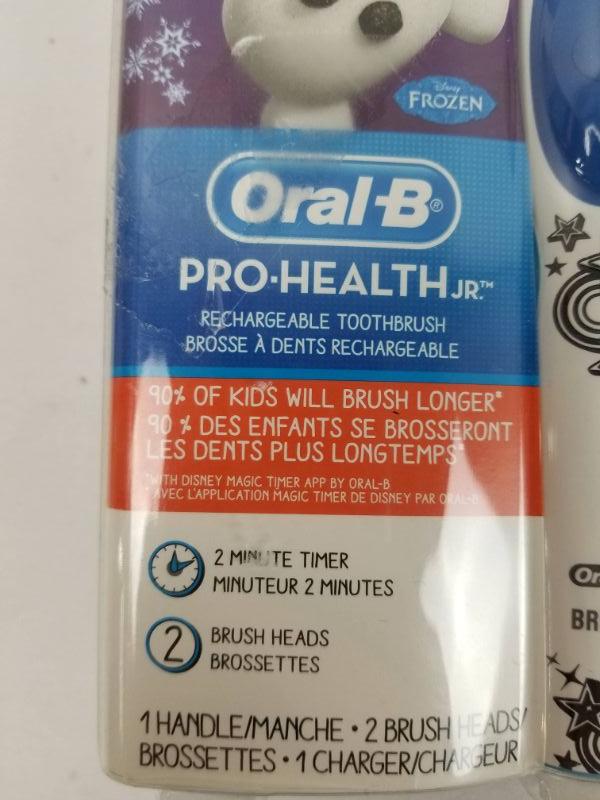 Disney
FROZEN
Oral-B®
PRO-HEALTH JR.™
RECHARGEABLE TOOTHBRUSH
BROSSE À DENTS RECHARGEABLE
90% OF KIDS WILL BRUSH LONGER*
90 % DES ENFANTS SE BROSSERONT
LES DENTS PLUS LONGTEMPS*
*WITH DISNEY MAGIC TIMER APP BY ORAL-B
*AVEC L'APPLICATION MAGIC TIMER DE DISNEY PAR ORAL-B
2 MINUTE TIMER
MINUTEUR 2 MINUTES
2
BRUSH HEADS
BROSSETTES
1 HANDLE/MANCHE • 2 BRUSH HEADS/
BROSSETTES • 1 CHARGER/CHARGEUR
Or
BR